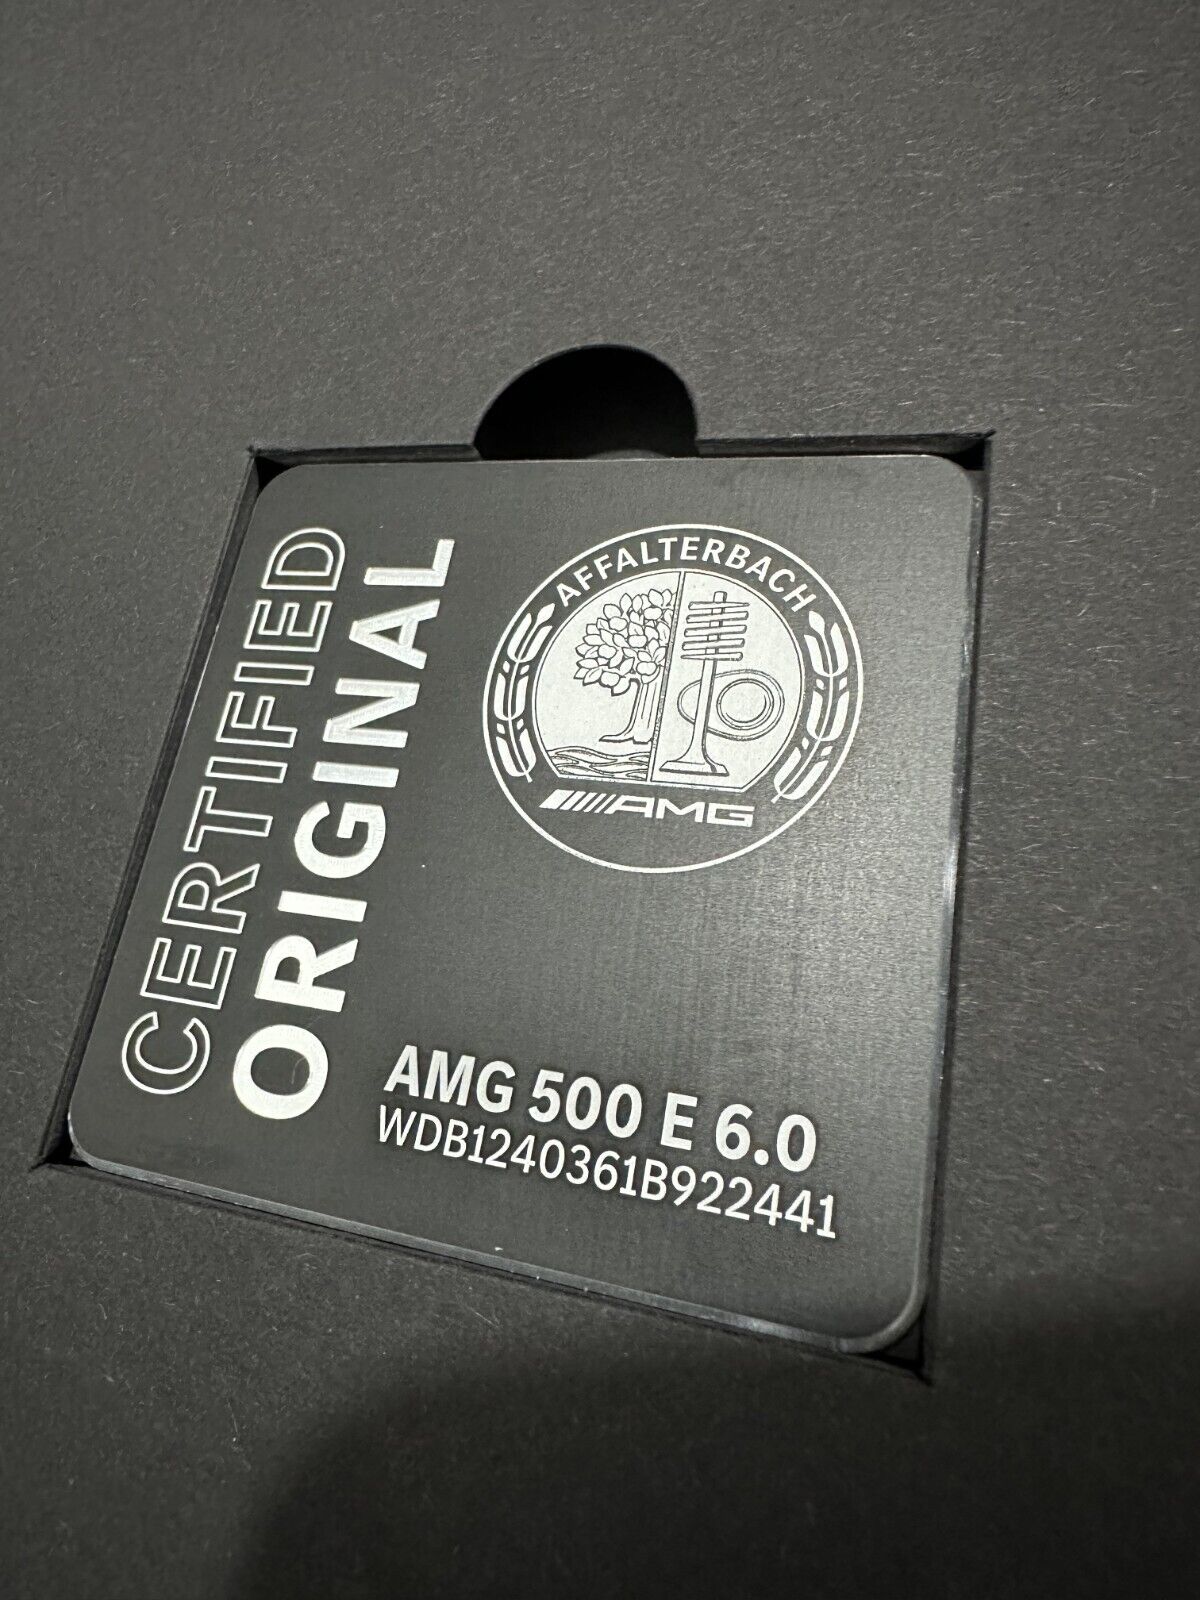 CERTIFIED
ORIGINAL
AFFALTERBACH
AMG
AMG 500 E 6.0
WDB1240361B922441